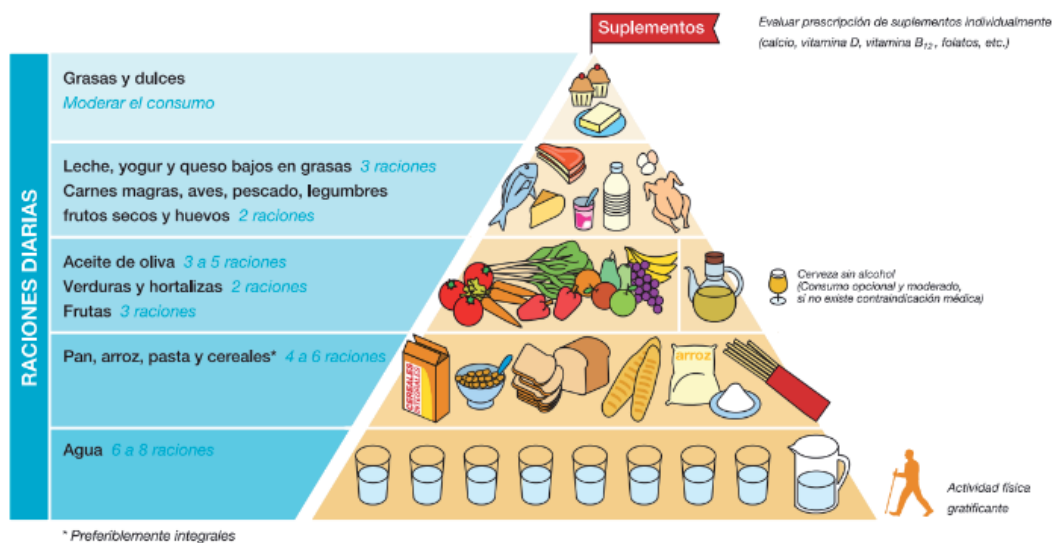 Suplementos
Evaluar prescripción de suplementos individualmente
(calcio, vitamina D, vitamina B12, folatos, etc.)
RACIONES DIARIAS
Grasas y dulces
Moderar el consumo
Leche, yogur y queso bajos en grasas 3 raciones
Carnes magras, aves, pescado, legumbres
frutos secos y huevos 2 raciones
Aceite de oliva 3 a 5 raciones
Verduras y hortalizas 2 raciones
Frutas 3 raciones
Cerveza sin alcohol
(Consumo opcional y moderado,
si no existe contraindicación médica)
Pan, arroz, pasta y cereales* 4 a 6 raciones
CEREALES
INTEGRALES
arroz
Agua 6 a 8 raciones
Actividad física
gratificante
* Preferiblemente integrales